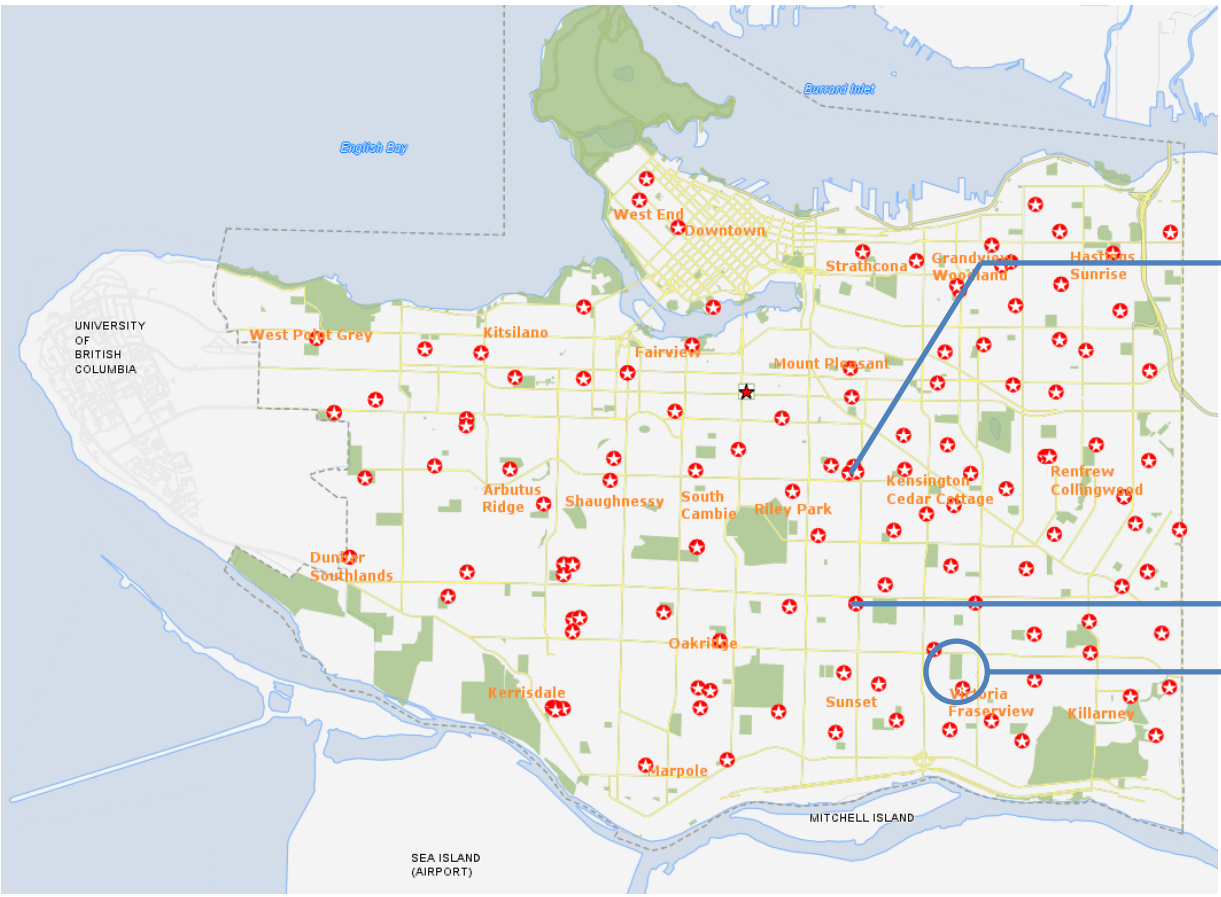 Burrard Inlet
English Bay
West End
Downtown
Strathcona
Grandview
Woodland
Hastings
Sunrise
UNIVERSITY
OF
BRITISH
COLUMBIA
West Point Grey
Kitsilano
Fairview
Mount Pleasant
Arbutus
Ridge
Shaughnessy
South
Cambie
Riley Park
Kensington
Cedar Cottage
Renfrew
Collingwood
Dunbar
Southlands
Oakridge
Kerrisdale
Sunset
Victoria
Fraserview
Killarney
Marpole
MITCHELL ISLAND
SEA ISLAND
(AIRPORT)